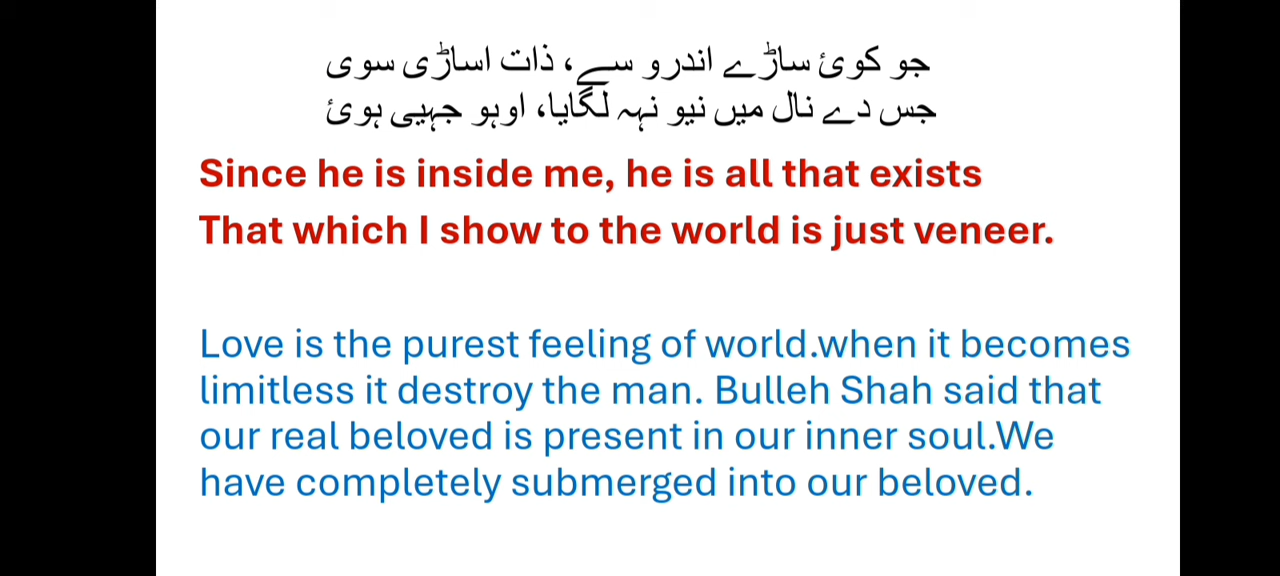 جو کوئ ساڑے اندرو سے، ذات اساڑی سوی
جس دے نال میں نیو نہہ لگایا، اوہو جہیی ہوئ
Since he is inside me, he is all that exists
That which I show to the world is just veneer.
Love is the purest feeling of world.when it becomes
limitless it destroy the man. Bulleh Shah said that
our real beloved is present in our inner soul.We
have completely submerged into our beloved.